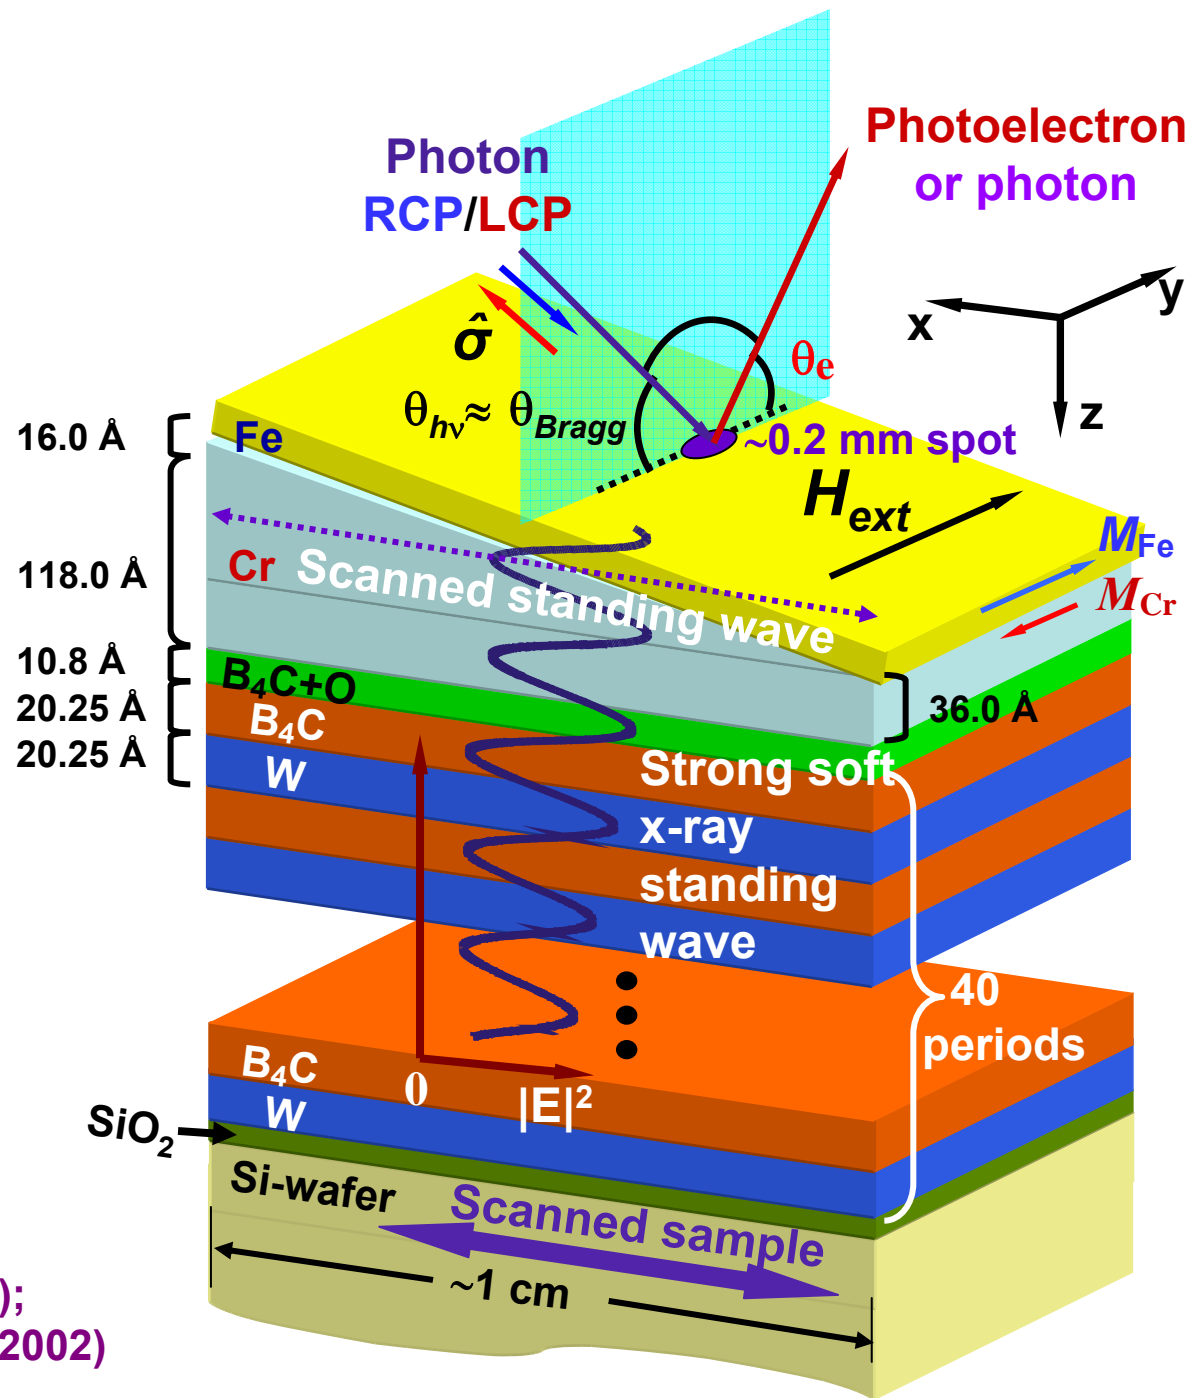 Photon
RCP/LCP
Photoelectron
or photon
x
y
z
σ̂
θe
θhν≈ θBragg
~0.2 mm spot
16.0 Å
Fe
Hext
MFe
MCr
118.0 Å
Cr Scanned standing wave
10.8 Å
B₄C+O
36.0 Å
20.25 Å
B₄C
20.25 Å
W
Strong soft
x-ray
standing
wave
40
periods
B₄C
W
0
|E|²
SiO₂
Si-wafer
Scanned sample
~1 cm
);
2002)